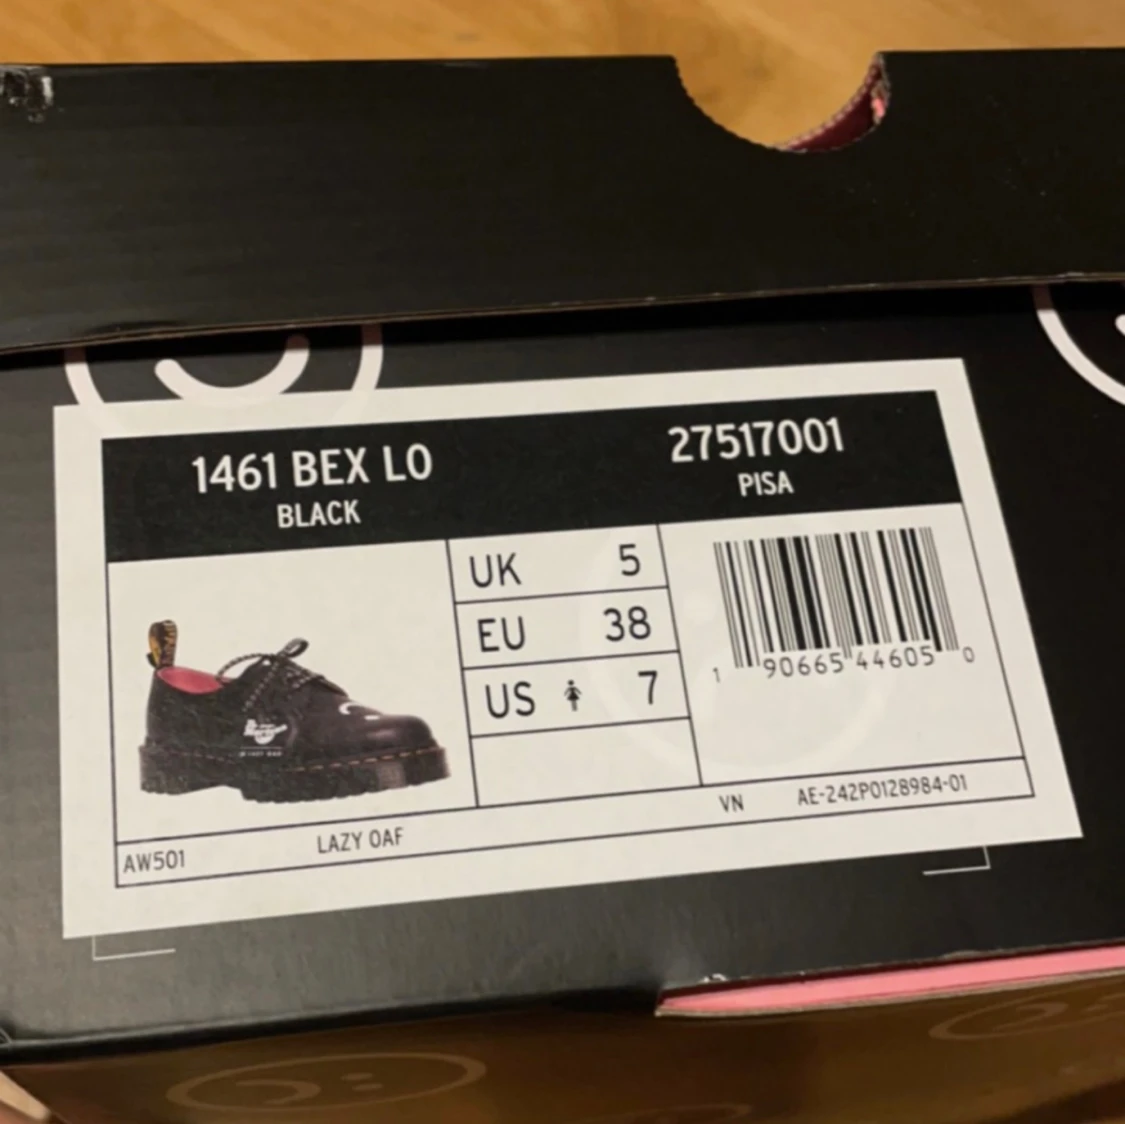 1461 BEX LO
BLACK
27517001
PISA
UK 5
EU 38
US 7
1 90665 44605 0
VN AE-242P0128984-01
AW501 LAZY OAF